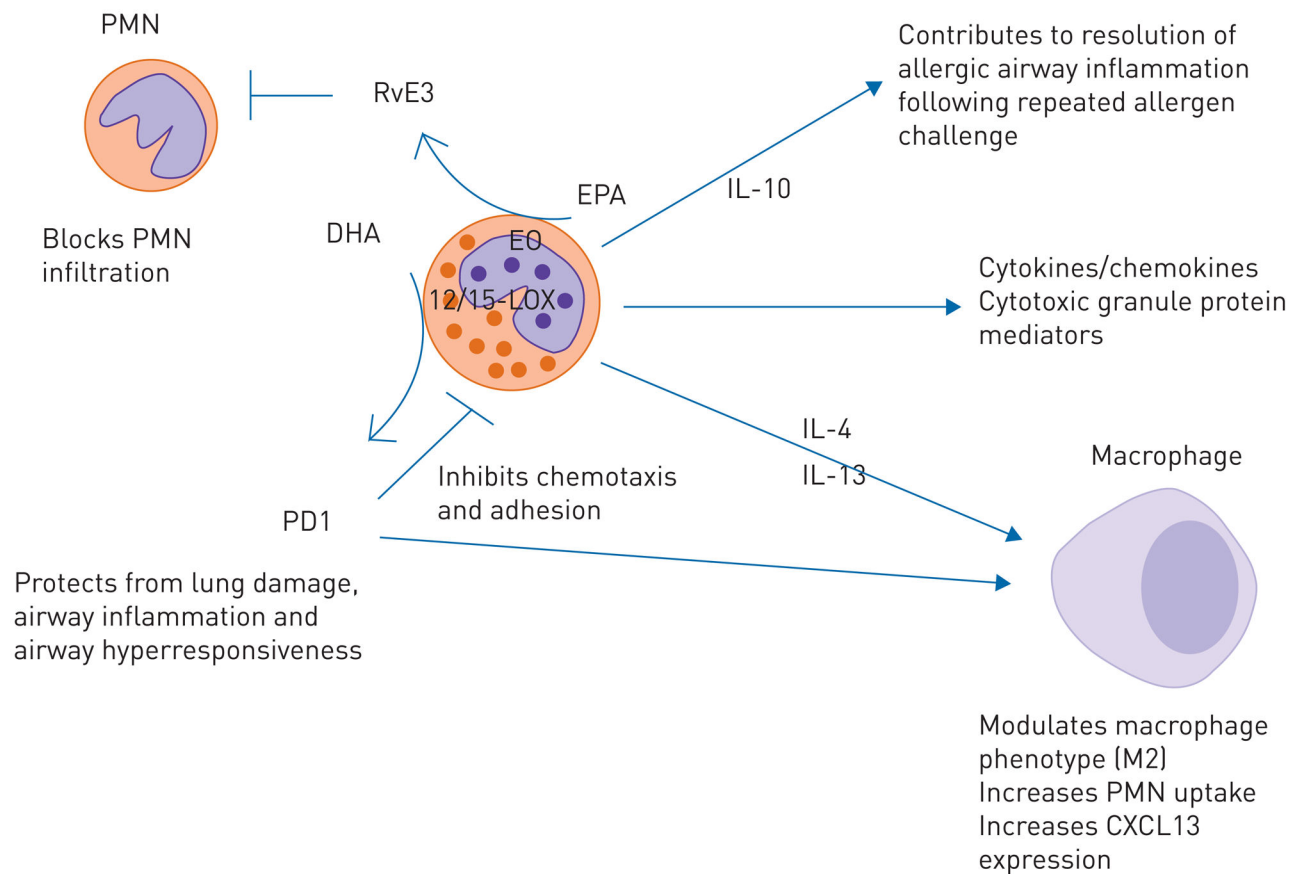 PMN
RvE3
Contributes to resolution of
allergic airway inflammation
following repeated allergen
challenge
EPA
IL-10
DHA
Blocks PMN
infiltration
EO
12/15-LOX
Cytokines/chemokines
Cytotoxic granule protein
mediators
IL-4
IL-13
Macrophage
Inhibits chemotaxis
and adhesion
PD1
Protects from lung damage,
airway inflammation and
airway hyperresponsiveness
Modulates macrophage
phenotype (M2)
Increases PMN uptake
Increases CXCL13
expression